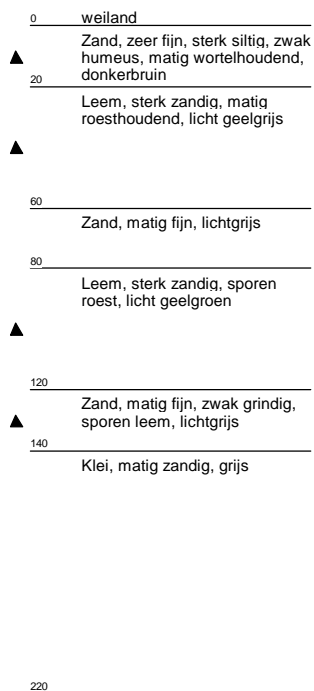 0 weiland
Zand, zeer fijn, sterk siltig, zwak
humeus, matig wortelhoudend,
donkerbruin
20
Leem, sterk zandig, matig
roesthoudend, licht geelgrijs
60
Zand, matig fijn, lichtgrijs
80
Leem, sterk zandig, sporen
roest, licht geelgroen
120
Zand, matig fijn, zwak grindig,
sporen leem, lichtgrijs
140
Klei, matig zandig, grijs
220